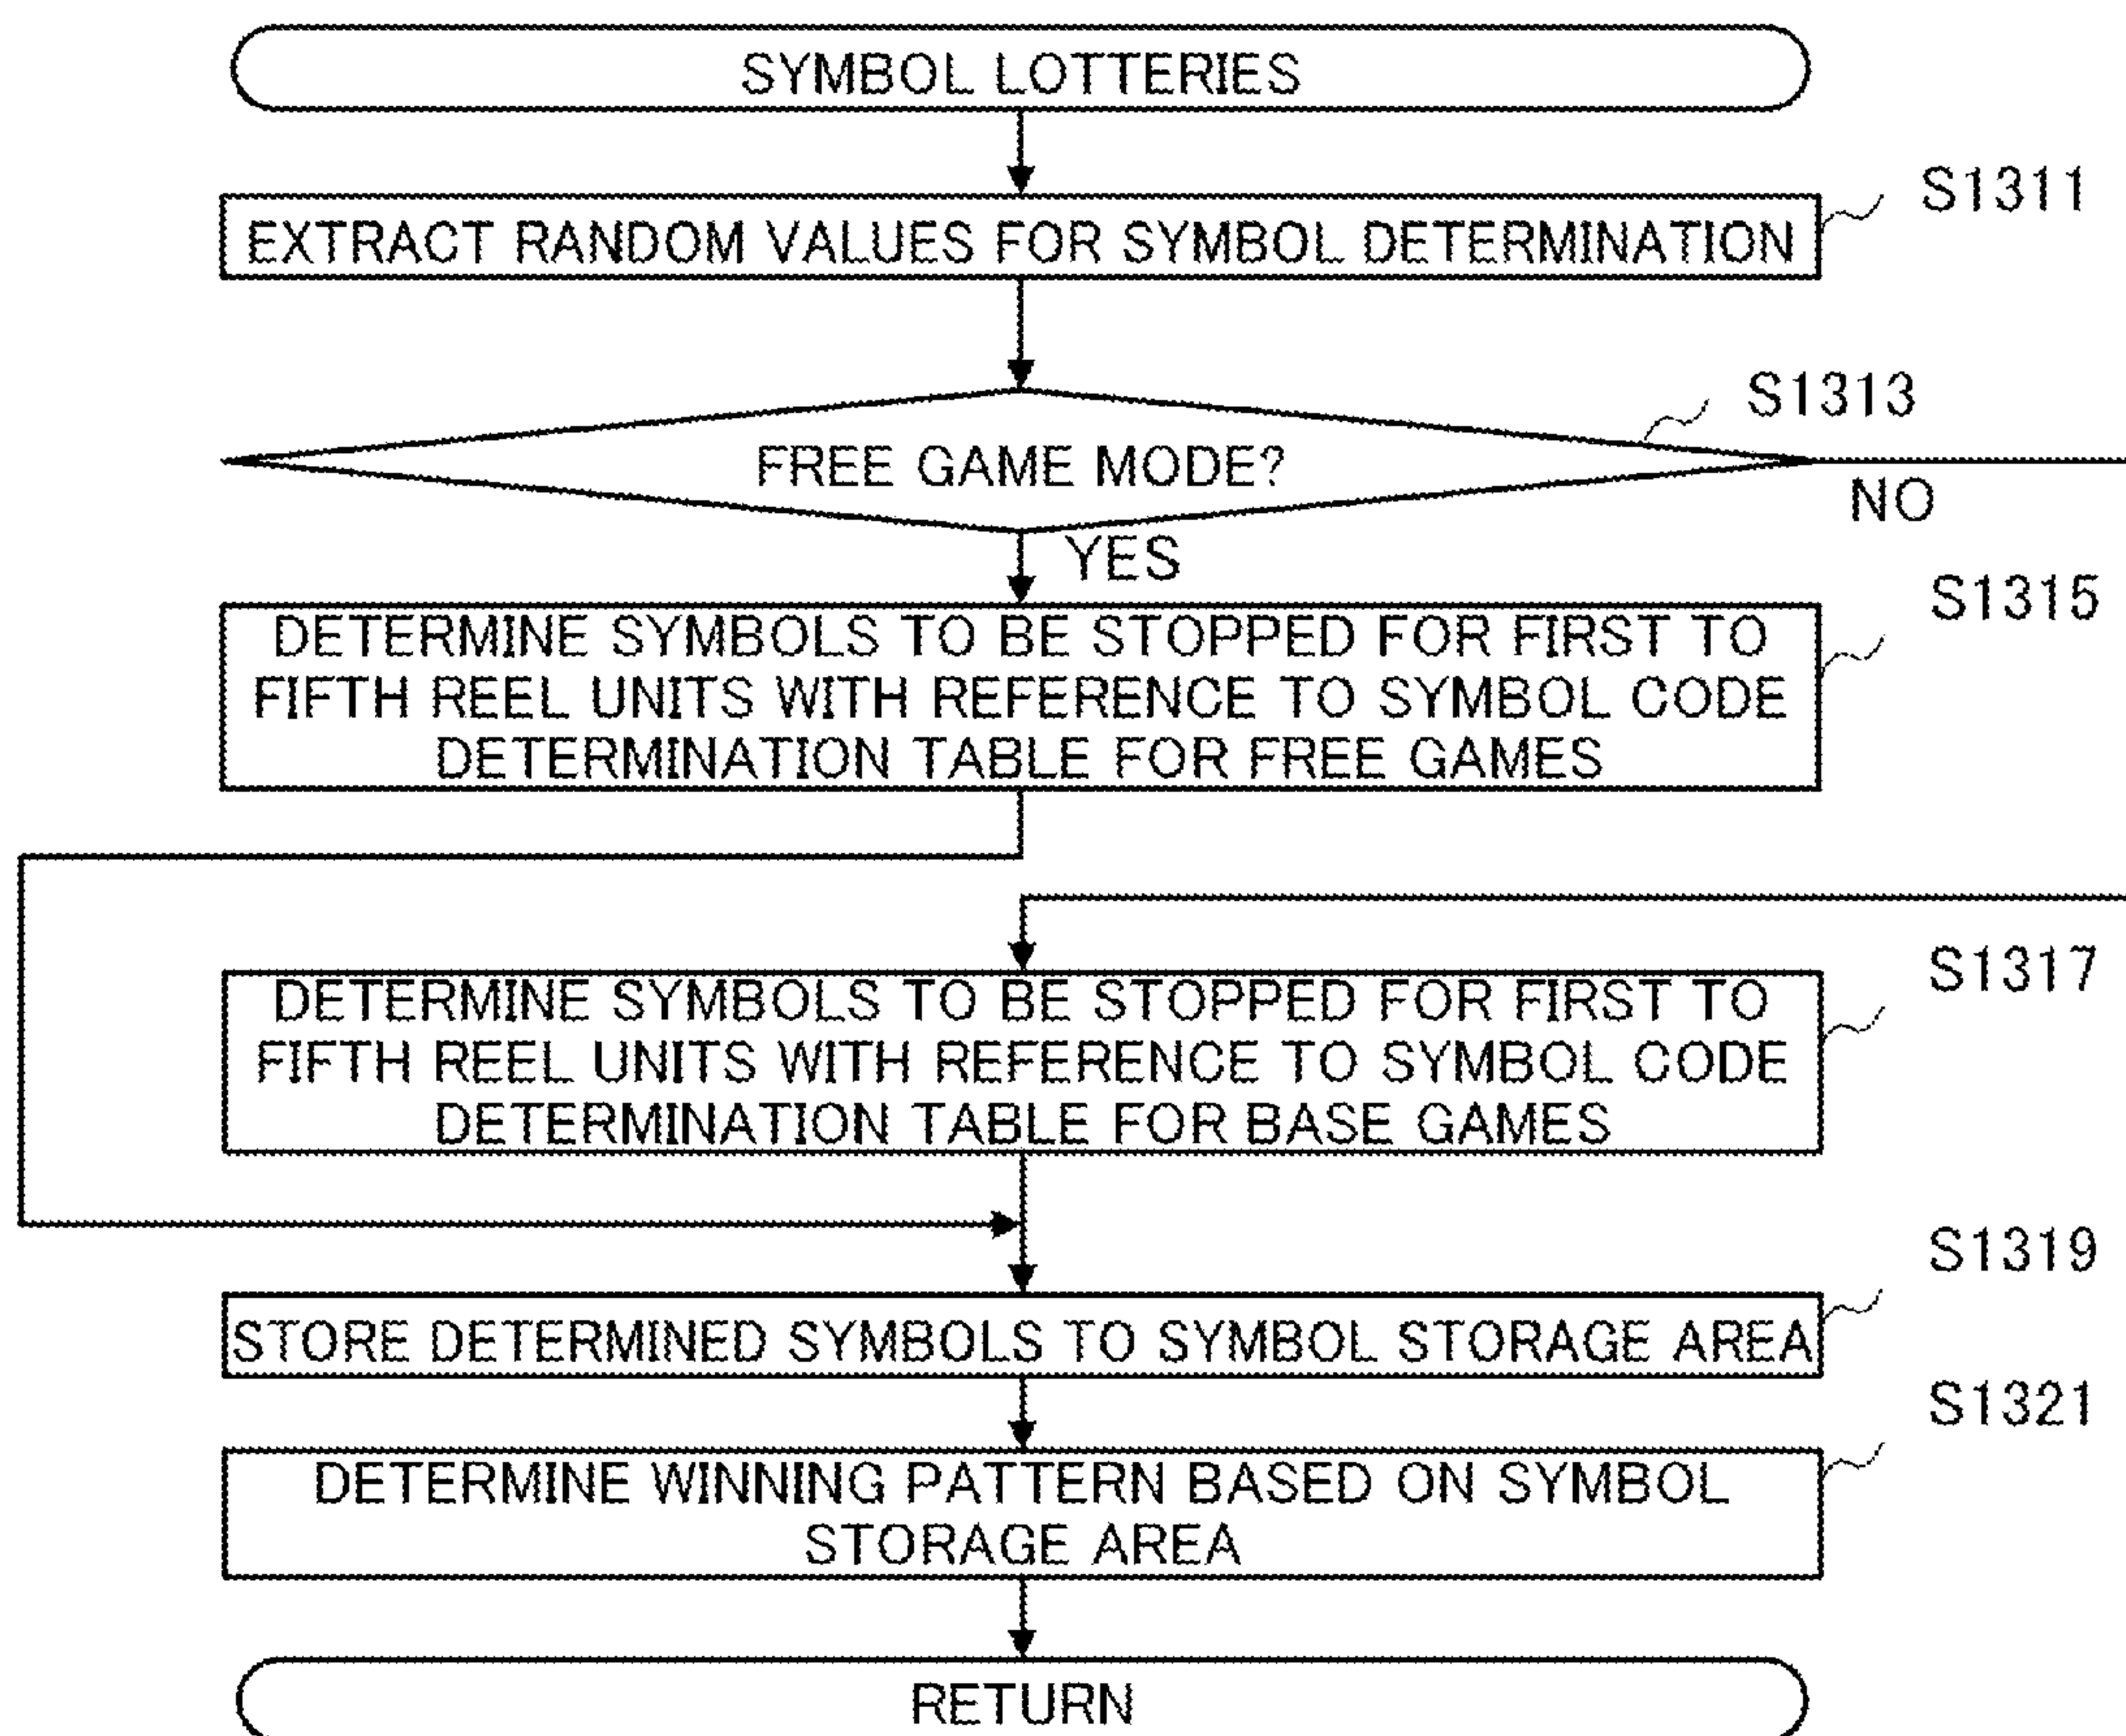 SYMBOL LOTTERIES
S1311
EXTRACT RANDOM VALUES FOR SYMBOL DETERMINATION
S1313
FREE GAME MODE?
NO
YES
S1315
DETERMINE SYMBOLS TO BE STOPPED FOR FIRST TO
FIFTH REEL UNITS WITH REFERENCE TO SYMBOL CODE
DETERMINATION TABLE FOR FREE GAMES
S1317
DETERMINE SYMBOLS TO BE STOPPED FOR FIRST TO
FIFTH REEL UNITS WITH REFERENCE TO SYMBOL CODE
DETERMINATION TABLE FOR BASE GAMES
S1319
STORE DETERMINED SYMBOLS TO SYMBOL STORAGE AREA
S1321
DETERMINE WINNING PATTERN BASED ON SYMBOL
STORAGE AREA
RETURN